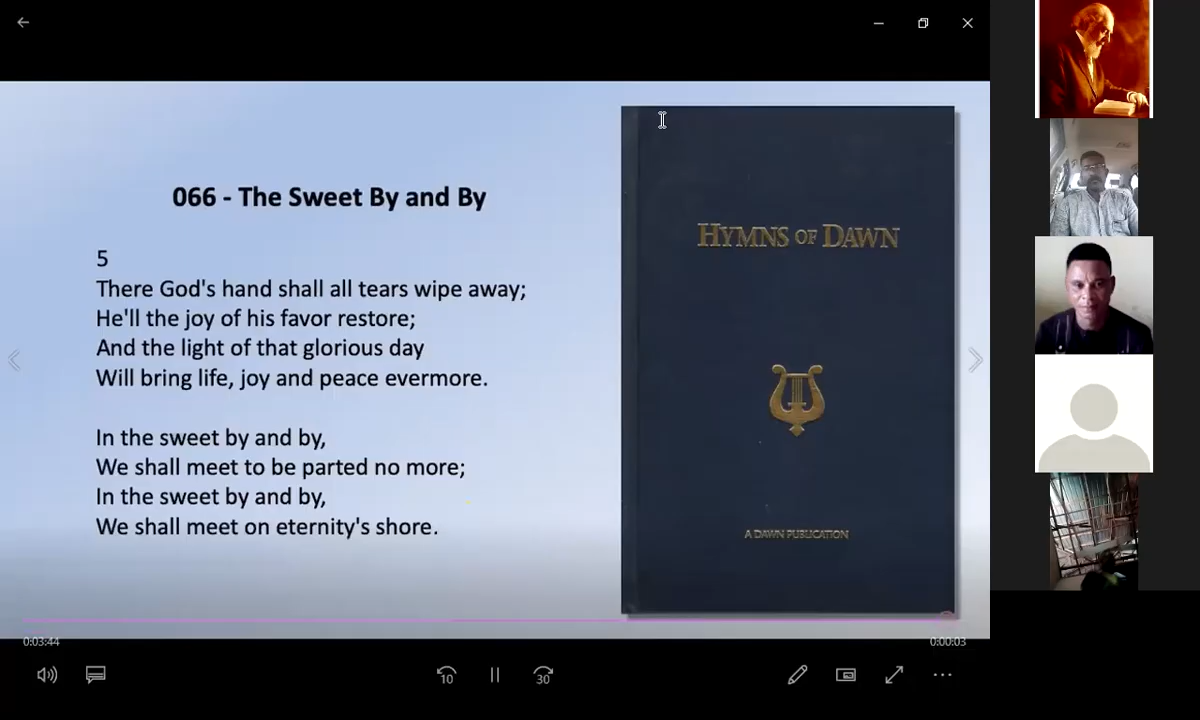 066 - The Sweet By and By
5
There God's hand shall all tears wipe away;
He'll the joy of his favor restore;
And the light of that glorious day
Will bring life, joy and peace evermore.
In the sweet by and by,
We shall meet to be parted no more;
In the sweet by and by,
We shall meet on eternity's shore.
HYMNS OF DAWN
A DAWN PUBLICATION
0:03:44
0:00:03
10
30